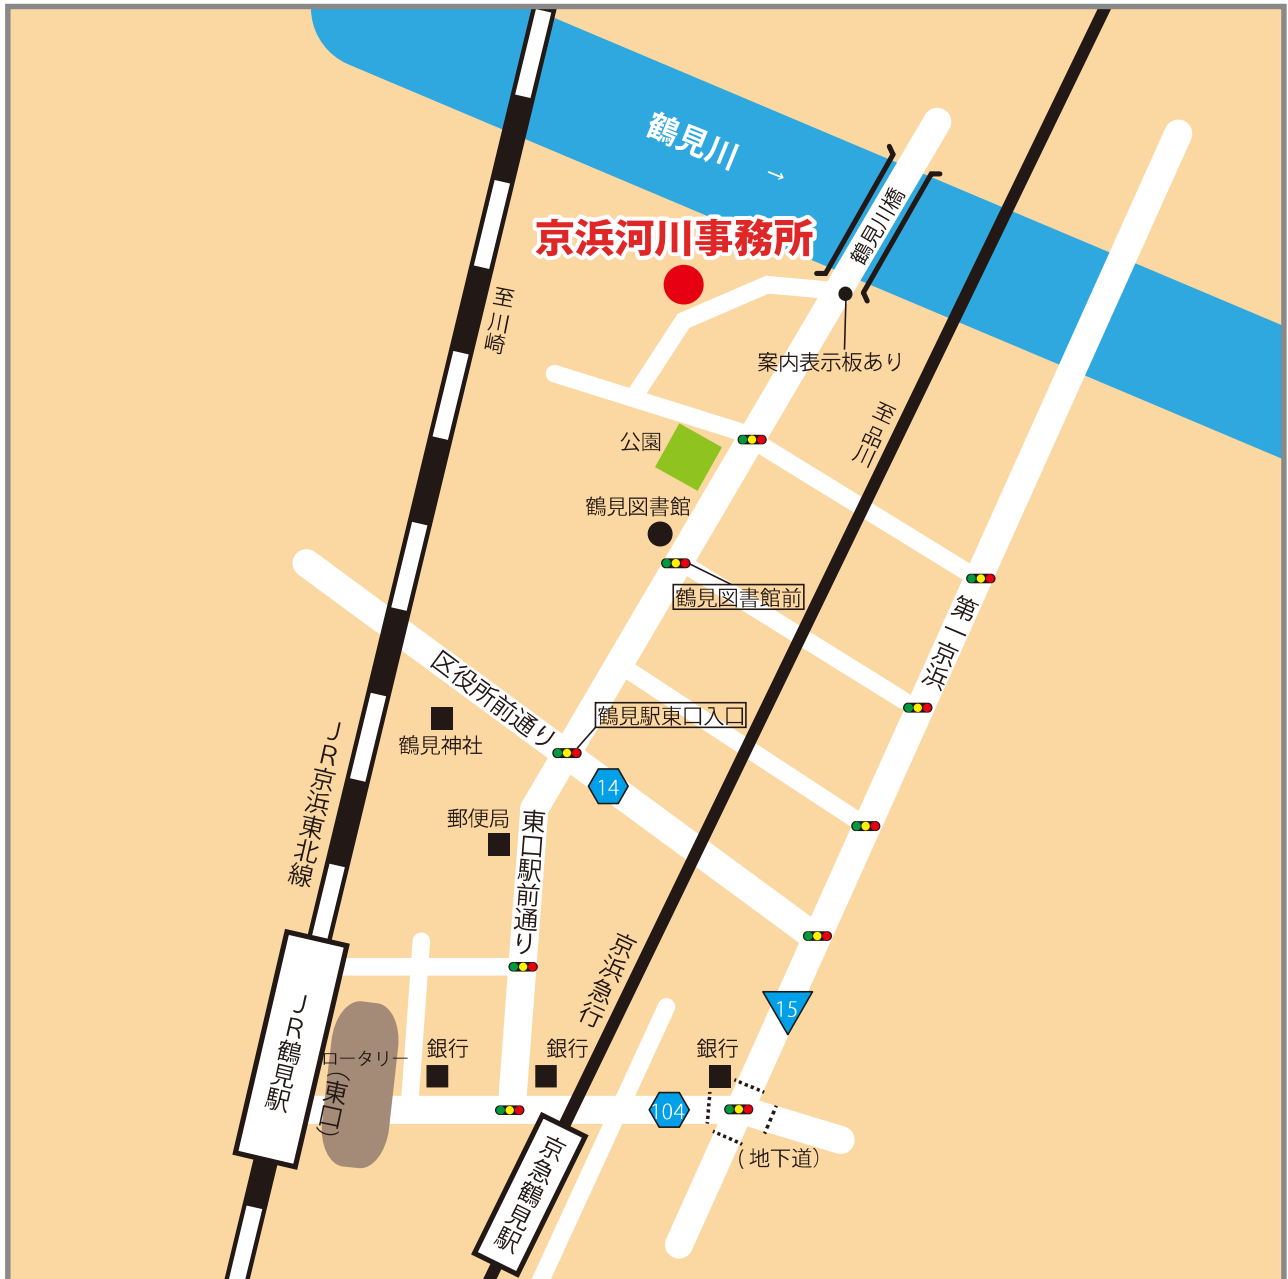 鶴見川 →
京浜河川事務所
鶴見川橋
至 川崎
案内表示板あり
至 品川
公園
鶴見図書館
鶴見図書館前
第一京浜
区役所前通り
鶴見駅東口入口
鶴見神社
14
郵便局
東口駅前通り
JR京浜東北線
京浜急行
15
JR鶴見駅
ロータリー
(東口)
銀行
銀行
銀行
104
(地下道)
京急鶴見駅